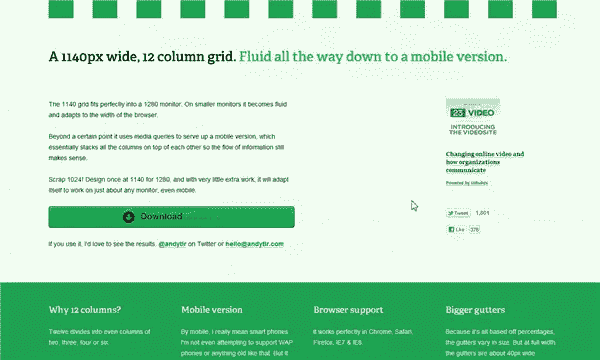 A 1140px wide, 12 column grid. Fluid all the way down to a mobile version.
The 1140 grid fits perfectly into a 1280 monitor. On smaller monitors it becomes fluid
and adapts to the width of the browser.
Beyond a certain point it uses media queries to serve up a mobile version, which
essentially stacks all the columns on top of each other so the flow of information still
makes sense.
Scrap 1024! Design once at 1140 for 1280, and with very little extra work, it will adapt
itself to work on just about any monitor, even mobile.
Download
If you use it, I'd love to see the results, @andytlr on Twitter or hello@andytlr.com
23 VIDEO
INTRODUCING
THE VIDEOSITE
Changing online video and
how organizations
communicate
Tweet
Like
Why 12 columns?
Twelve divides into even columns of
two, three, four or six.
Mobile version
By mobile, I really mean smart phones.
I'm not even attempting to support WAP
phones or anything old like that. But it
Browser support
It works perfectly in Chrome, Safari,
Firefox, IE7 & IE8.
Bigger gutters
Because it's all based off percentages,
the gutters vary in size. But at full width,
the gutters are about 40px wide